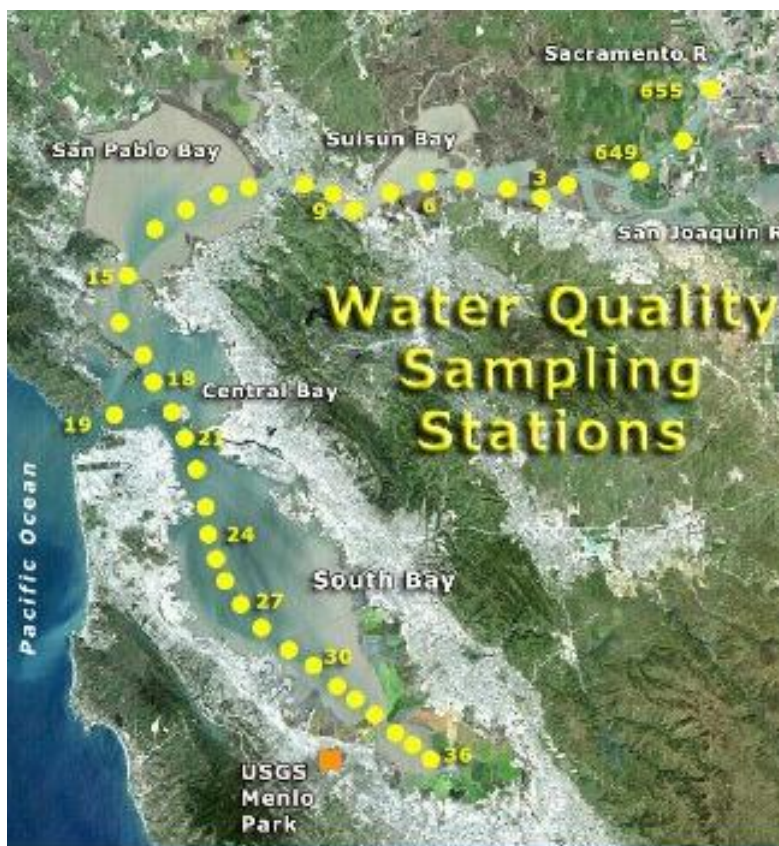 Sacramento R
655
Suisun Bay
San Pablo Bay
649
3
6
9
San Joaquin R
15
Water Quality
Sampling
Stations
18
Central Bay
19
21
24
South Bay
27
30
36
USGS
Menlo
Park
Pacific Ocean